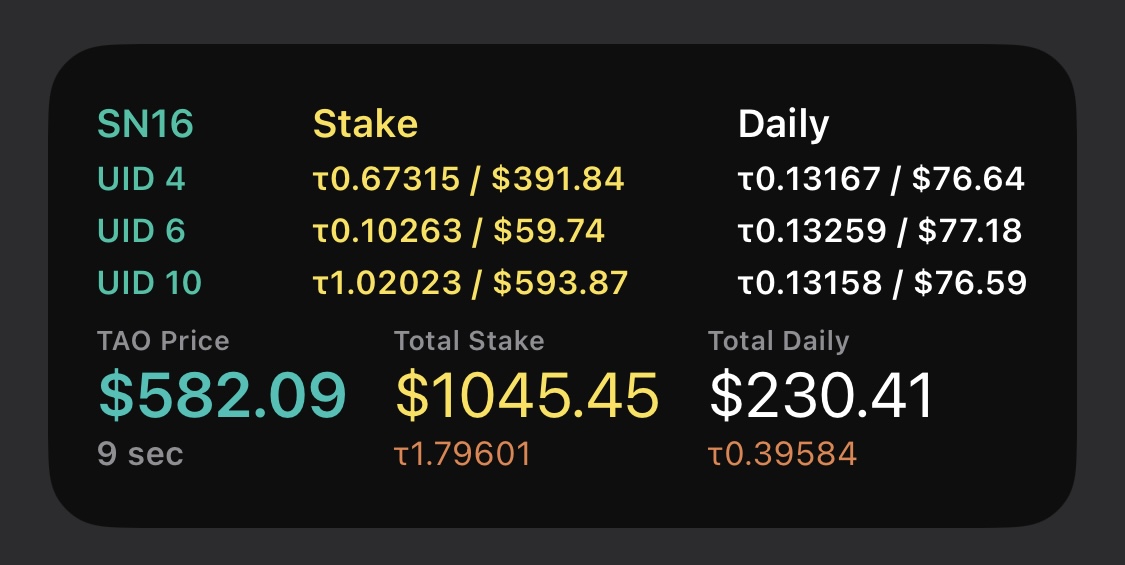 SN16 Stake Daily
UID 4 τ0.67315 / $391.84 τ0.13167 / $76.64
UID 6 τ0.10263 / $59.74 τ0.13259 / $77.18
UID 10 τ1.02023 / $593.87 τ0.13158 / $76.59
TAO Price Total Stake Total Daily
$582.09 $1045.45 $230.41
9 sec τ1.79601 τ0.39584